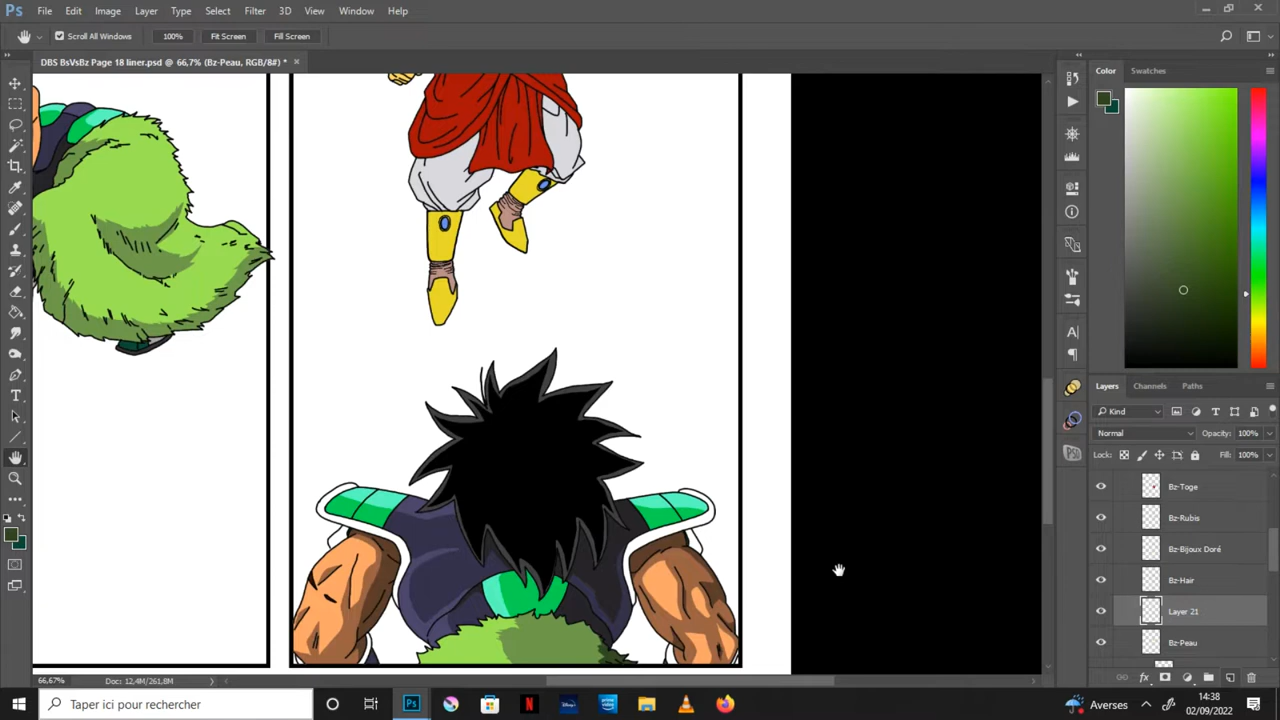 Ps File Edit Image Layer Type Select Filter 3D View Window Help
Scroll All Windows 100% Fit Screen Fill Screen
DBS BsVsBz Page 18 liner.psd @ 66,7% (Bz-Peau, RGB/8#) *
Color Swatches
Layers Channels Paths
Kind
Normal Opacity: 100%
Lock: Fill: 100%
Bz-Toge
Bz-Rubis
Bz-Bijoux Doré
Bz-Hair
Layer 21
Bz-Peau
66,67% Doc: 12,4M/261,8M
Taper ici pour rechercher
Ps
Averses
14:38
02/09/2022